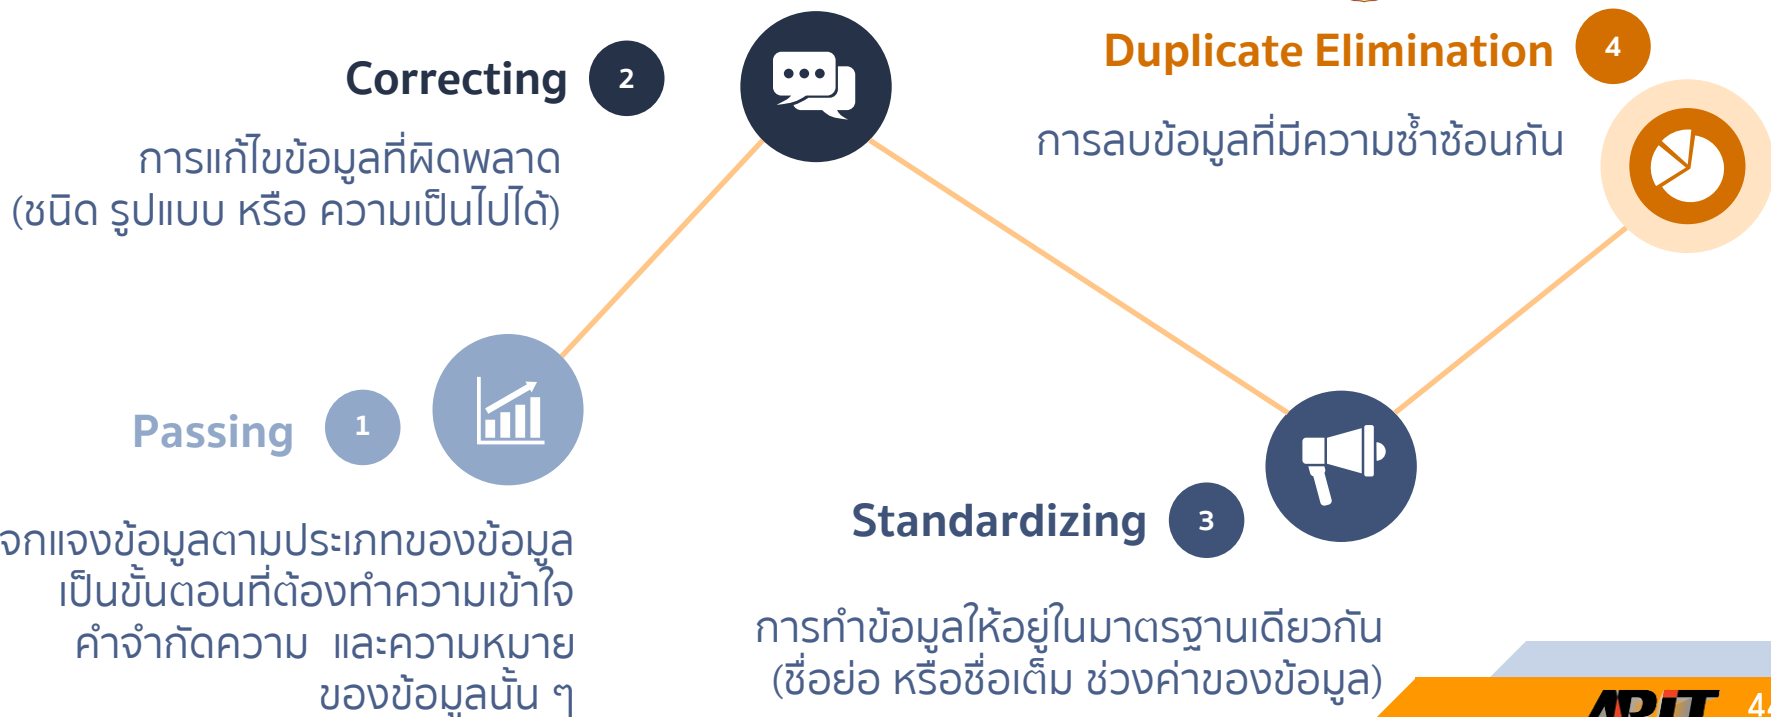 Passing 1
จกแจงข้อมูลตามประเภทของข้อมูล
เป็นขั้นตอนที่ต้องทำความเข้าใจ
คำจำกัดความ และความหมาย
ของข้อมูลนั้น ๆ
Correcting 2
การแก้ไขข้อมูลที่ผิดพลาด
(ชนิด รูปแบบ หรือ ความเป็นไปได้)
Standardizing 3
การทำข้อมูลให้อยู่ในมาตรฐานเดียวกัน
(ชื่อย่อ หรือชื่อเต็ม ช่วงค่าของข้อมูล)
Duplicate Elimination 4
การลบข้อมูลที่มีความซ้ำซ้อนกัน